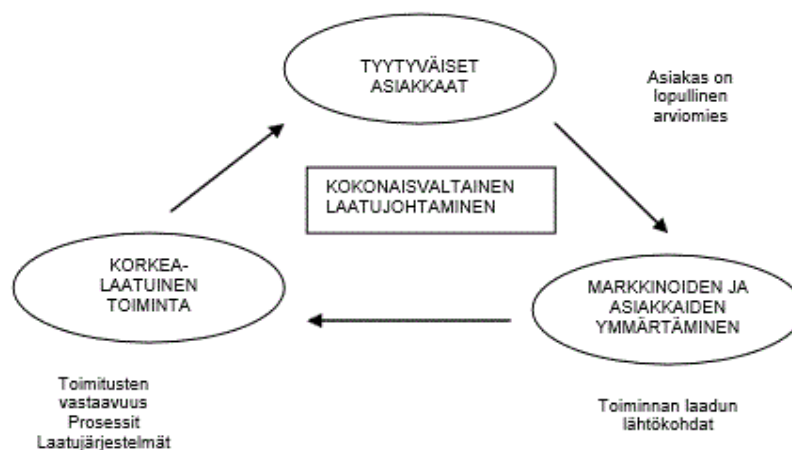 TYYTYVÄISET
ASIAKKAAT
Asiakas on
lopullinen
arviomies
KOKONAISVALTAINEN
LAATUJOHTAMINEN
KORKEA-
LAATUINEN
TOIMINTA
MARKKINOIDEN JA
ASIAKKAIDEN
YMMÄRTÄMINEN
Toimitusten
vastaavuus
Prosessit
Laatujärjestelmät
Toiminnan laadun
lähtökohdat